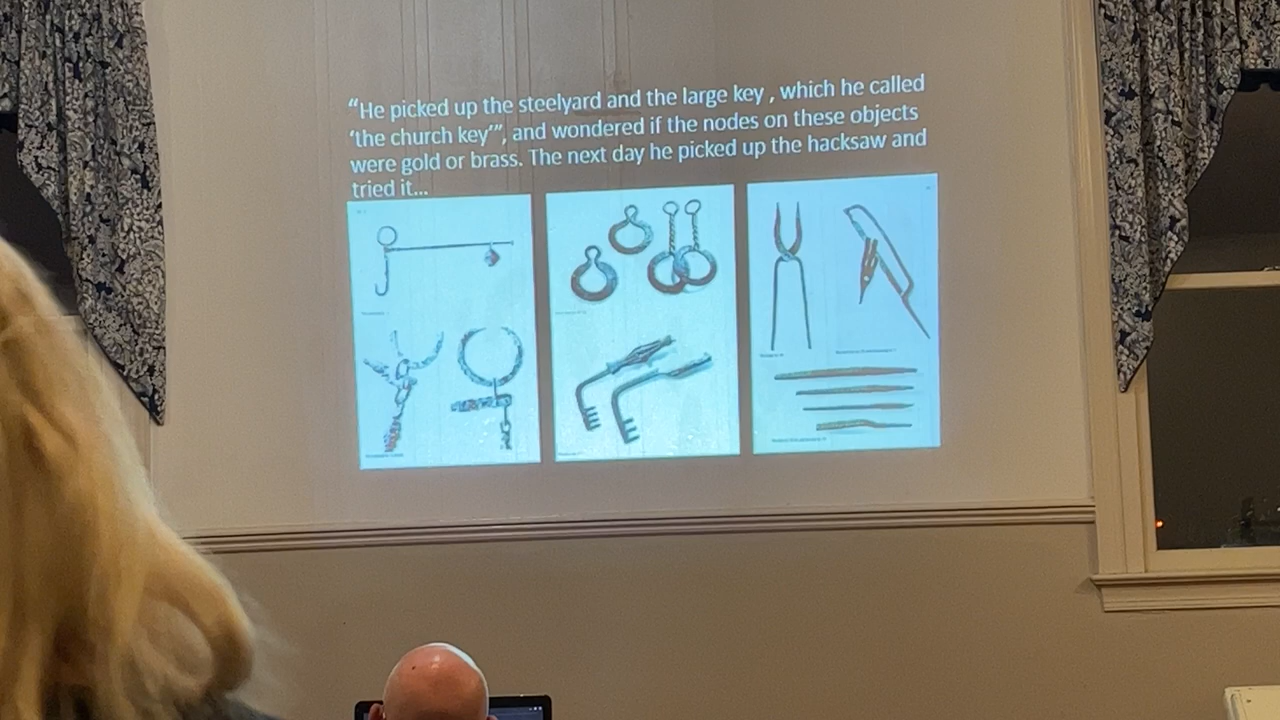 “He picked up the steelyard and the large key , which he called
‘the church key’”, and wondered if the nodes on these objects
were gold or brass. The next day he picked up the hacksaw and
tried it...